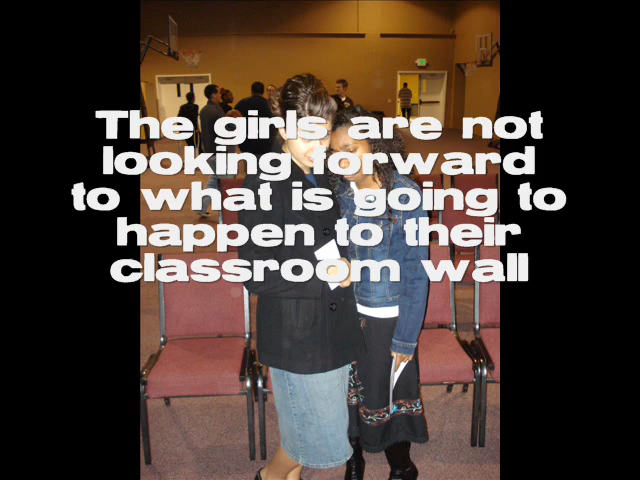 The girls are not
looking forward
to what is going to
happen to their
classroom wall